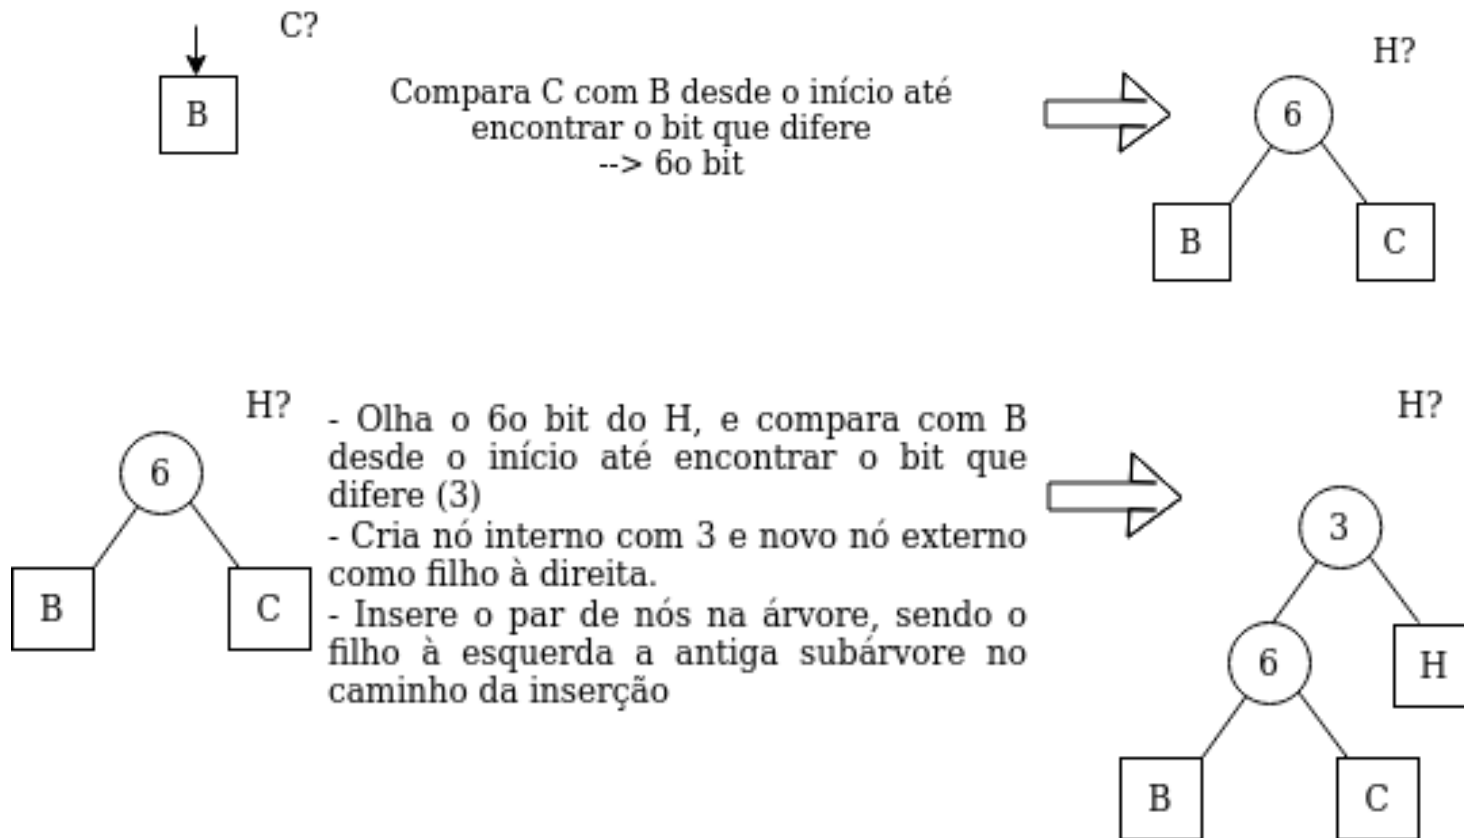 C?
B
Compara C com B desde o início até
encontrar o bit que difere
--> 6o bit
H?
6
B
C
H?
6
B
C
- Olha o 6o bit do H, e compara com B
desde o início até encontrar o bit que
difere (3)
- Cria nó interno com 3 e novo nó externo
como filho à direita.
- Insere o par de nós na árvore, sendo o
filho à esquerda a antiga subárvore no
caminho da inserção
H?
3
6
H
B
C